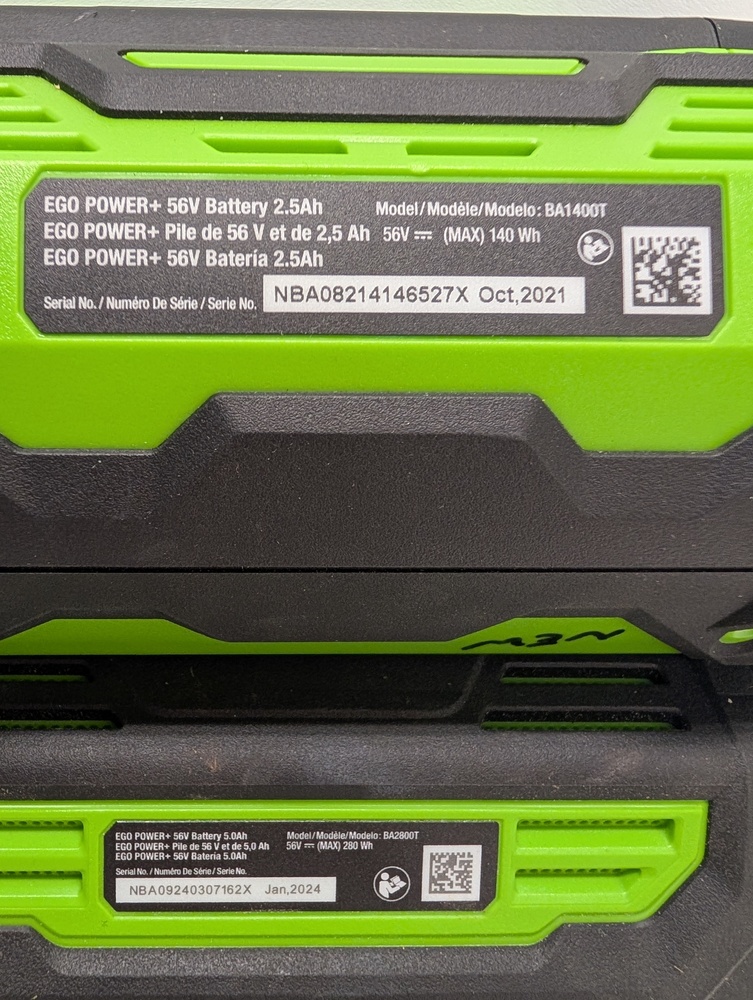 EGO POWER+ 56V Battery 2.5Ah Model/Modèle/Modelo: BA1400T
EGO POWER+ Pile de 56 V et de 2,5 Ah 56V (MAX) 140 Wh
EGO POWER+ 56V Batería 2.5Ah
Serial No. / Numéro De Série / Serie No. NBA08214146527X Oct,2021
NEW
EGO POWER+ 56V Battery 5.0Ah Model/Modèle/Modelo: BA2800T
EGO POWER+ Pile de 56 V et de 5,0 Ah 56V (MAX) 280 Wh
EGO POWER+ 56V Batería 5.0Ah
Serial No. / Numéro De Série / Serie No.
NBA09240307162X Jan,2024